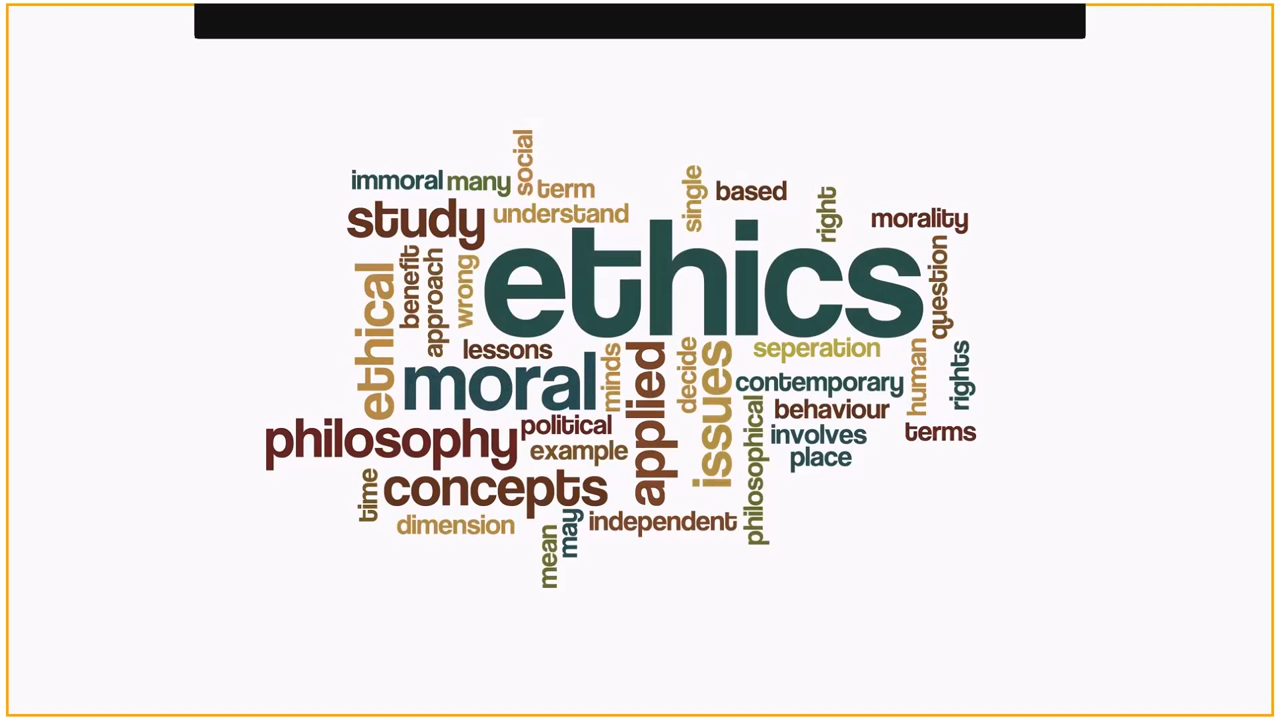 social
immoral many
term
single
based
right
study
understand
morality
ethics
question
ethical
benefit
approach
wrong
lessons
moral
minds
applied
decide
issues
seperation
contemporary
human
rights
behaviour
philosophy
political
involves
terms
example
philosophical
place
time
concepts
dimension
mean
may
independent